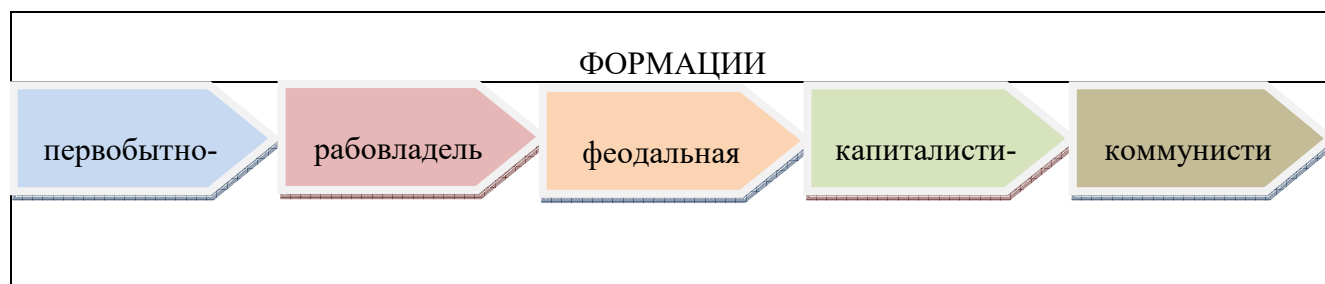 ФОРМАЦИИ
первобытно-
рабовладель
феодальная
капиталисти-
коммунисти